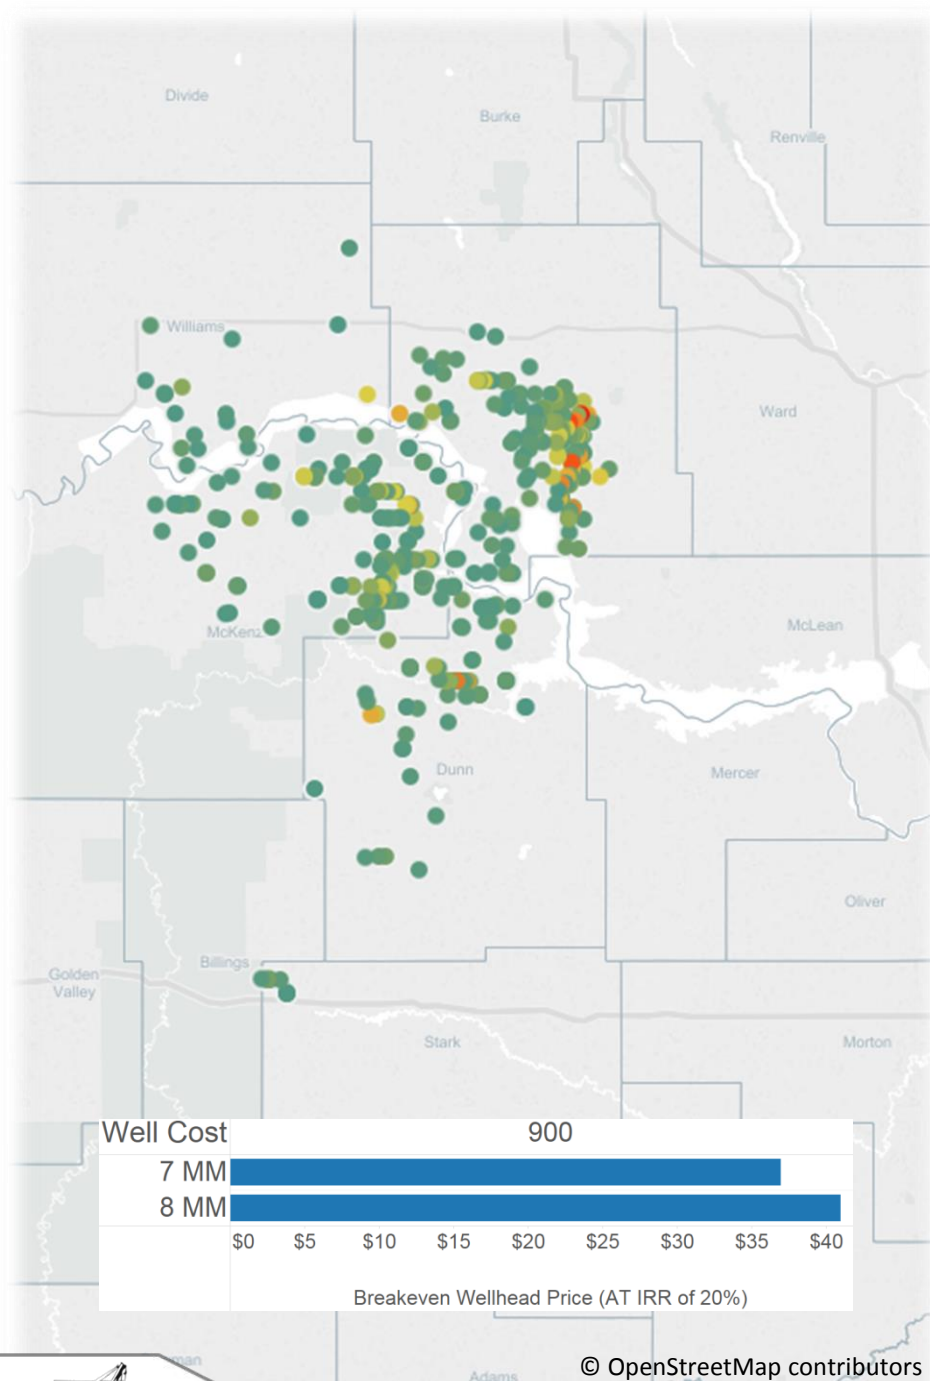 Divide
Burke
Renville
Williams
Ward
McKenz
McLean
Dunn
Mercer
Oliver
Billings
Golden
Valley
Stark
Morton
Well Cost 900
7 MM
8 MM
$0 $5 $10 $15 $20 $25 $30 $35 $40
Breakeven Wellhead Price (AT IRR of 20%)
man
© OpenStreetMap contributors
Adams